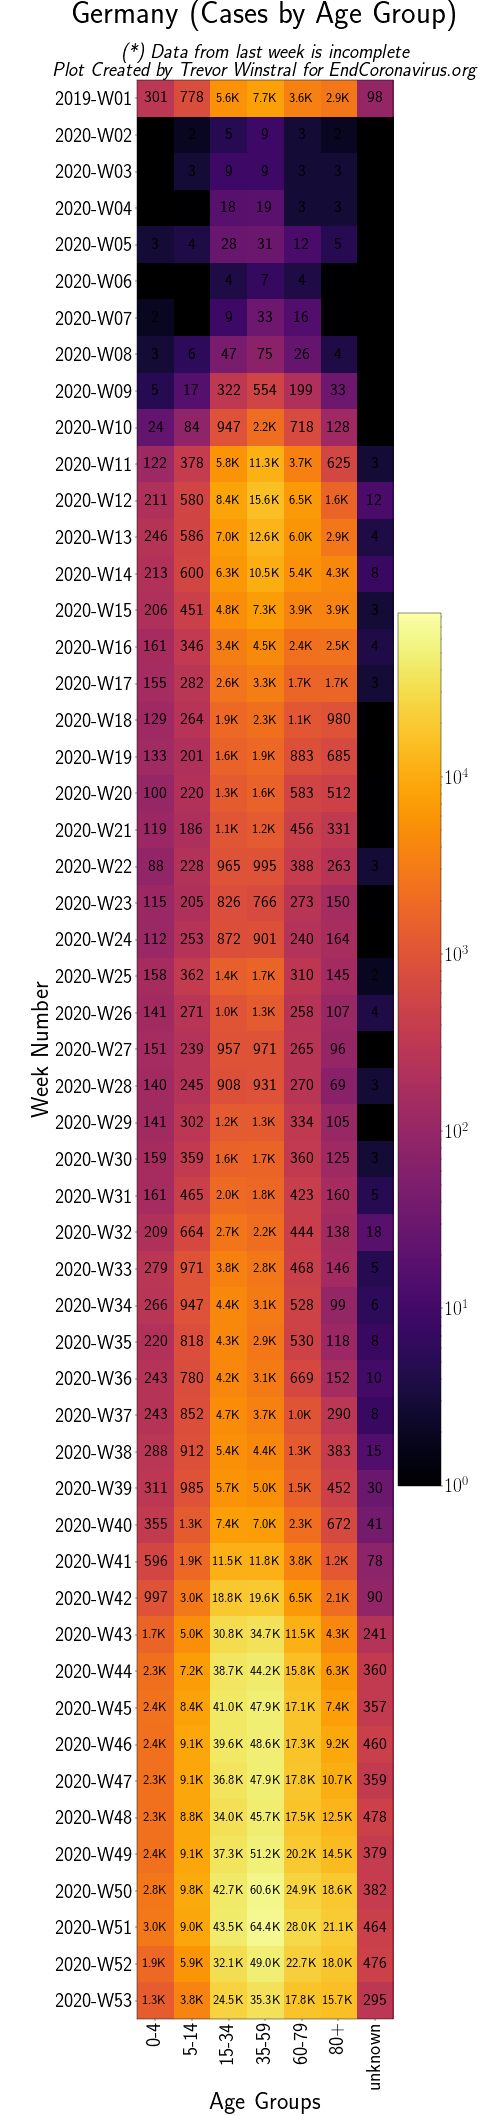 Germany (Cases by Age Group)
(*) Data from last week is incomplete
Plot Created by Trevor Winstral for EndCoronavirus.org
2019-W01 301 778 5.6K 7.7K 3.6K 2.9K 98
2020-W02 2 5 9 3 2
2020-W03 3 9 9 3 3
2020-W04 18 19 3 3
2020-W05 3 4 28 31 12 5
2020-W06 4 7 4
2020-W07 2 9 33 16
2020-W08 3 6 47 75 26 4
2020-W09 5 17 322 554 199 33
2020-W10 24 84 947 2.2K 718 128
2020-W11 122 378 5.8K 11.3K 3.7K 625 3
2020-W12 211 580 8.4K 15.6K 6.5K 1.6K 12
2020-W13 246 586 7.0K 12.6K 6.0K 2.9K 4
2020-W14 213 600 6.3K 10.5K 5.4K 4.3K 8
2020-W15 206 451 4.8K 7.3K 3.9K 3.9K 3
2020-W16 161 346 3.4K 4.5K 2.4K 2.5K 4
2020-W17 155 282 2.6K 3.3K 1.7K 1.7K 3
2020-W18 129 264 1.9K 2.3K 1.1K 980
2020-W19 133 201 1.6K 1.9K 883 685
2020-W20 100 220 1.3K 1.6K 583 512
2020-W21 119 186 1.1K 1.2K 456 331
2020-W22 88 228 965 995 388 263 3
2020-W23 115 205 826 766 273 150
2020-W24 112 253 872 901 240 164
2020-W25 158 362 1.4K 1.7K 310 145 2
2020-W26 141 271 1.0K 1.3K 258 107 4
2020-W27 151 239 957 971 265 96
2020-W28 140 245 908 931 270 69 3
2020-W29 141 302 1.2K 1.3K 334 105
2020-W30 159 359 1.6K 1.7K 360 125 3
2020-W31 161 465 2.0K 1.8K 423 160 5
2020-W32 209 664 2.7K 2.2K 444 138 18
2020-W33 279 971 3.8K 2.8K 468 146 5
2020-W34 266 947 4.4K 3.1K 528 99 6
2020-W35 220 818 4.3K 2.9K 530 118 8
2020-W36 243 780 4.2K 3.1K 669 152 10
2020-W37 243 852 4.7K 3.7K 1.0K 290 8
2020-W38 288 912 5.4K 4.4K 1.3K 383 15
2020-W39 311 985 5.7K 5.0K 1.5K 452 30
2020-W40 355 1.3K 7.4K 7.0K 2.3K 672 41
2020-W41 596 1.9K 11.5K 11.8K 3.8K 1.2K 78
2020-W42 997 3.0K 18.8K 19.6K 6.5K 2.1K 90
2020-W43 1.7K 5.0K 30.8K 34.7K 11.5K 4.3K 241
2020-W44 2.3K 7.2K 38.7K 44.2K 15.8K 6.3K 360
2020-W45 2.4K 8.4K 41.0K 47.9K 17.1K 7.4K 357
2020-W46 2.4K 9.1K 39.6K 48.6K 17.3K 9.2K 460
2020-W47 2.3K 9.1K 36.8K 47.9K 17.8K 10.7K 359
2020-W48 2.3K 8.8K 34.0K 45.7K 17.5K 12.5K 478
2020-W49 2.4K 9.1K 37.3K 51.2K 20.2K 14.5K 379
2020-W50 2.8K 9.8K 42.7K 60.6K 24.9K 18.6K 382
2020-W51 3.0K 9.0K 43.5K 64.4K 28.0K 21.1K 464
2020-W52 1.9K 5.9K 32.1K 49.0K 22.7K 18.0K 476
2020-W53 1.3K 3.8K 24.5K 35.3K 17.8K 15.7K 295
0-4 5-14 15-34 35-59 60-79 80+ unknown
Age Groups
Week Number
10^4
10^3
10^2
10^1
10^0